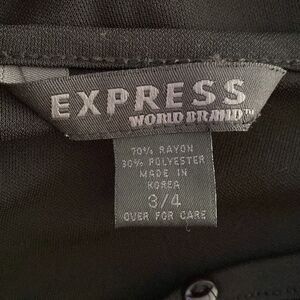 EXPRESS
WORLD BRAND™
70% RAYON
30% POLYESTER
MADE IN
KOREA
3/4
OVER FOR CARE